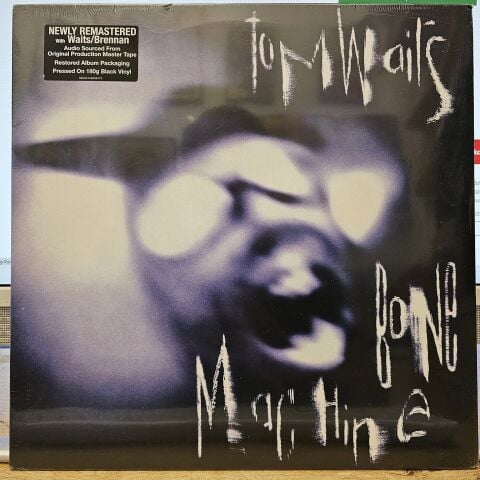 NEWLY REMASTERED
with Waits/Brennan
Audio Sourced From
Original Production Master Tape
Restored Album Packaging
Pressed On 180g Black Vinyl
Tom Waits
Bone
Machine